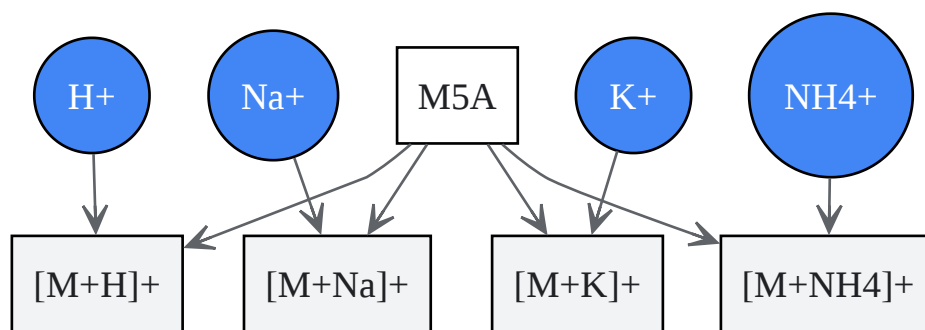 H+
Na+
M5A
K+
NH4+
[M+H]+
[M+Na]+
[M+K]+
[M+NH4]+